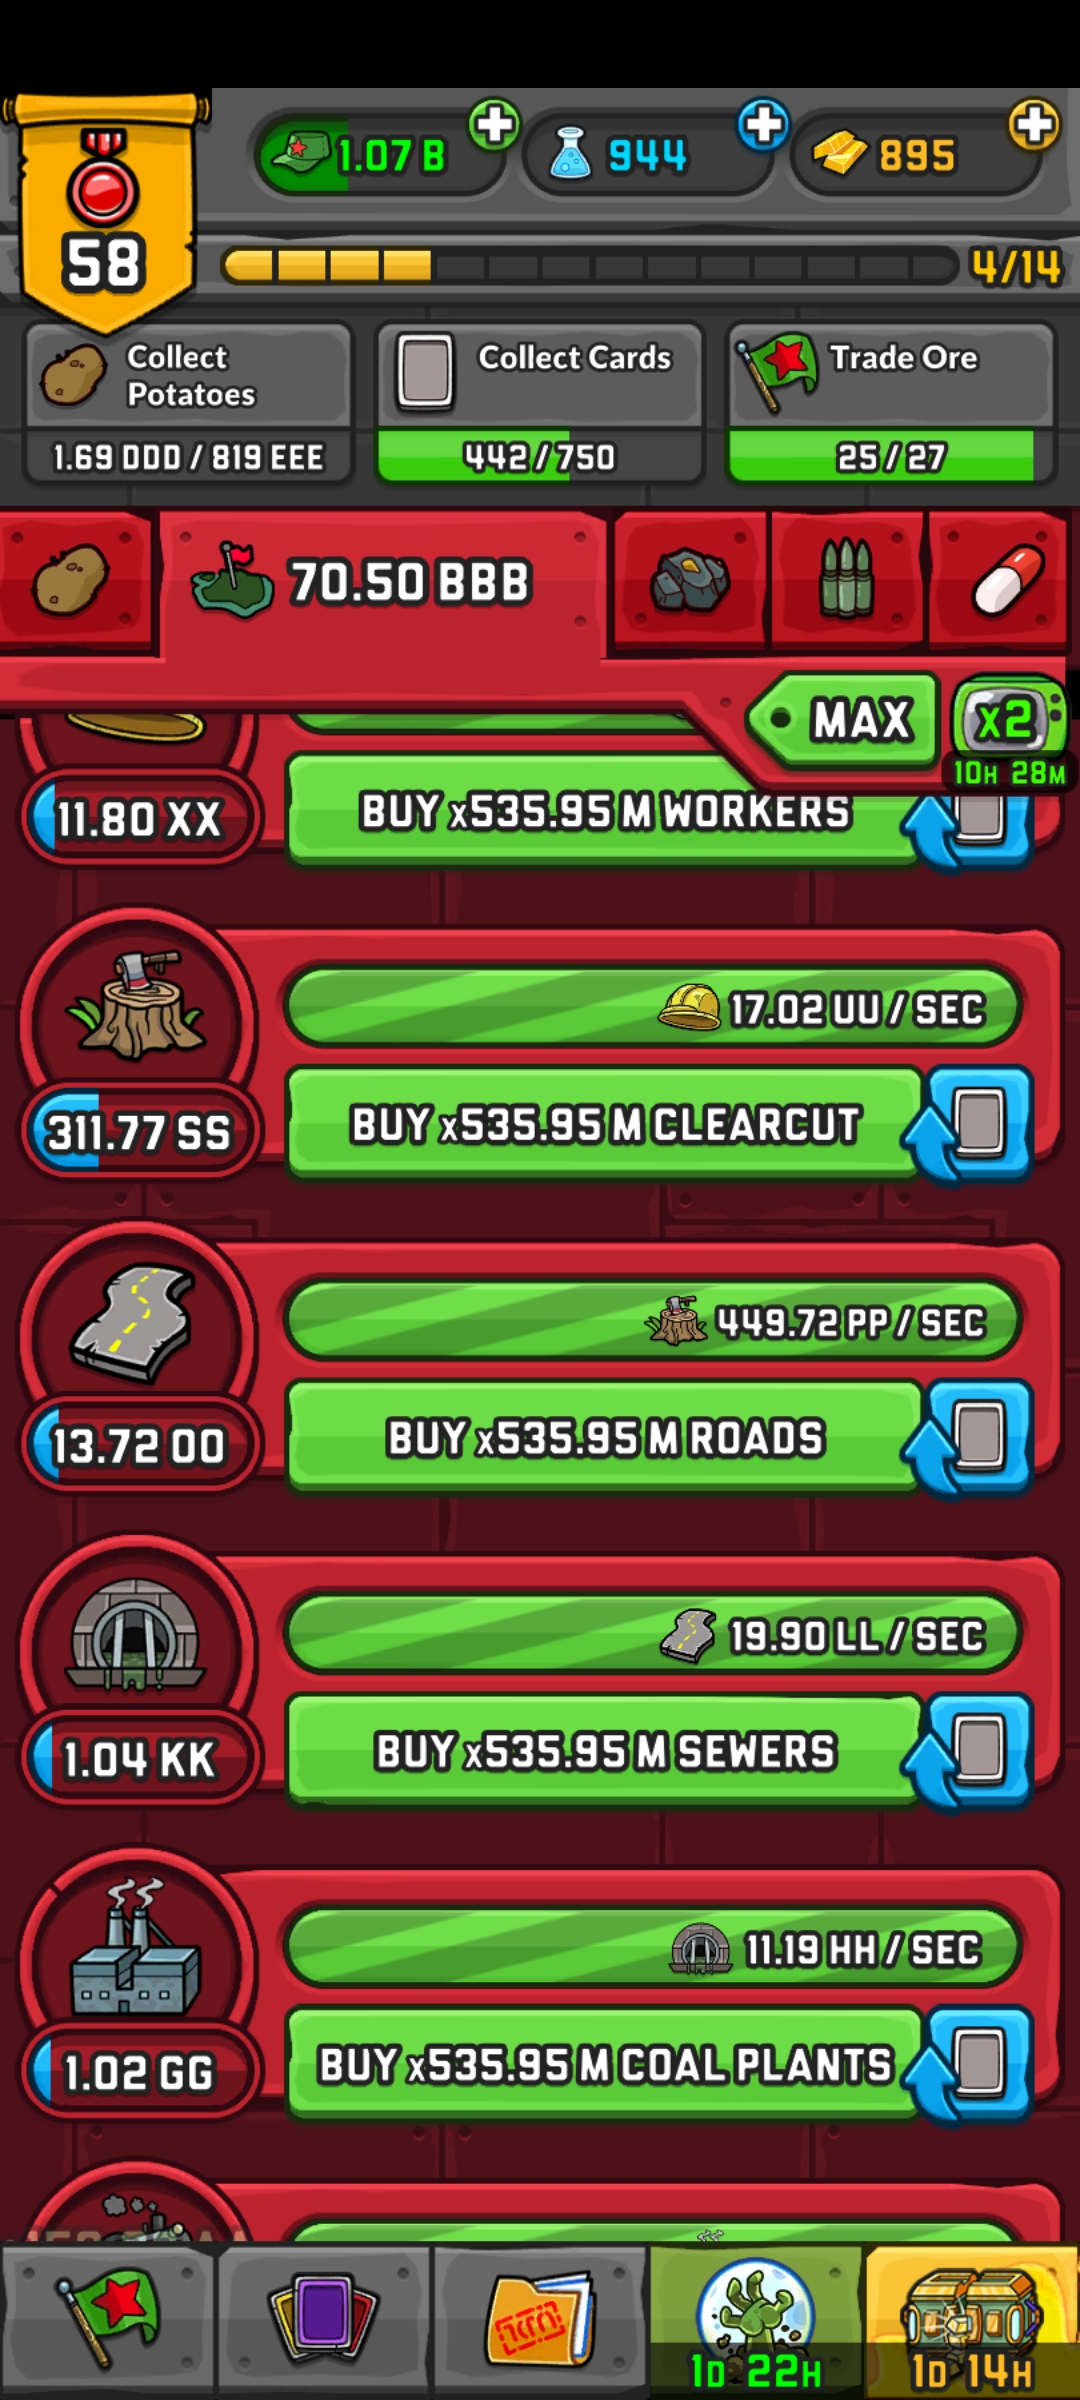 58
1.07 B
944
895
4/14
Collect
Potatoes
1.69 DDD / 819 EEE
Collect Cards
442/750
Trade Ore
25/27
70.50 BBB
MAX
x2
10H 28M
11.80 XX
BUY x535.95 M WORKERS
17.02 UU / SEC
311.77 SS
BUY x535.95 M CLEARCUT
449.72 PP / SEC
13.72 OO
BUY x535.95 M ROADS
19.90 LL / SEC
1.04 KK
BUY x535.95 M SEWERS
11.19 HH / SEC
1.02 GG
BUY x535.95 M COAL PLANTS
1D 22H
1D 14H